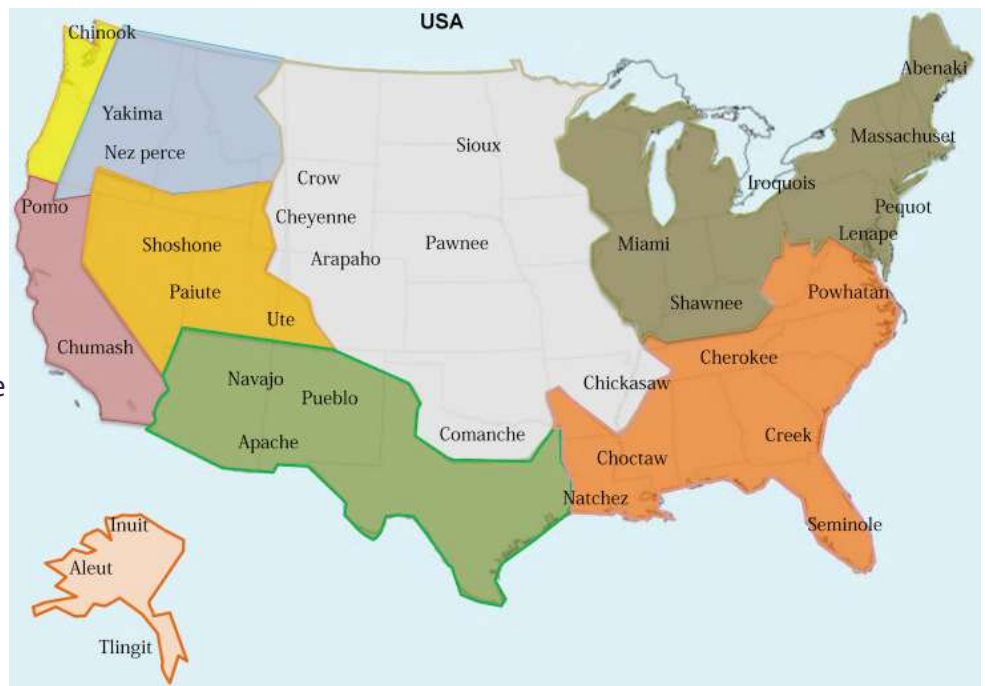 USA
Chinook
Abenaki
Yakima
Massachuset
Sioux
Nez perce
Crow
Iroquois
Pomo
Cheyenne
Pequot
Lenape
Shoshone
Pawnee
Miami
Arapaho
Paiute
Powhatan
Shawnee
Ute
Chumash
Cherokee
Navajo
Chickasaw
e
Pueblo
Comanche
Creek
Apache
Choctaw
Natchez
Inuit
Seminole
Aleut
Tlingit